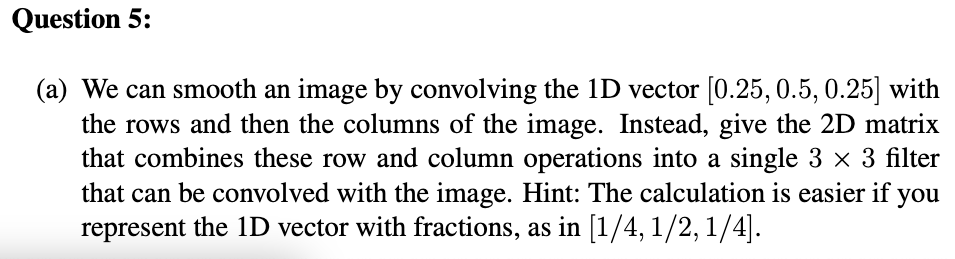 Question 5:
(a) We can smooth an image by convolving the 1D vector [0.25, 0.5, 0.25] with
the rows and then the columns of the image. Instead, give the 2D matrix
that combines these row and column operations into a single 3 × 3 filter
that can be convolved with the image. Hint: The calculation is easier if you
represent the 1D vector with fractions, as in [1/4, 1/2, 1/4].